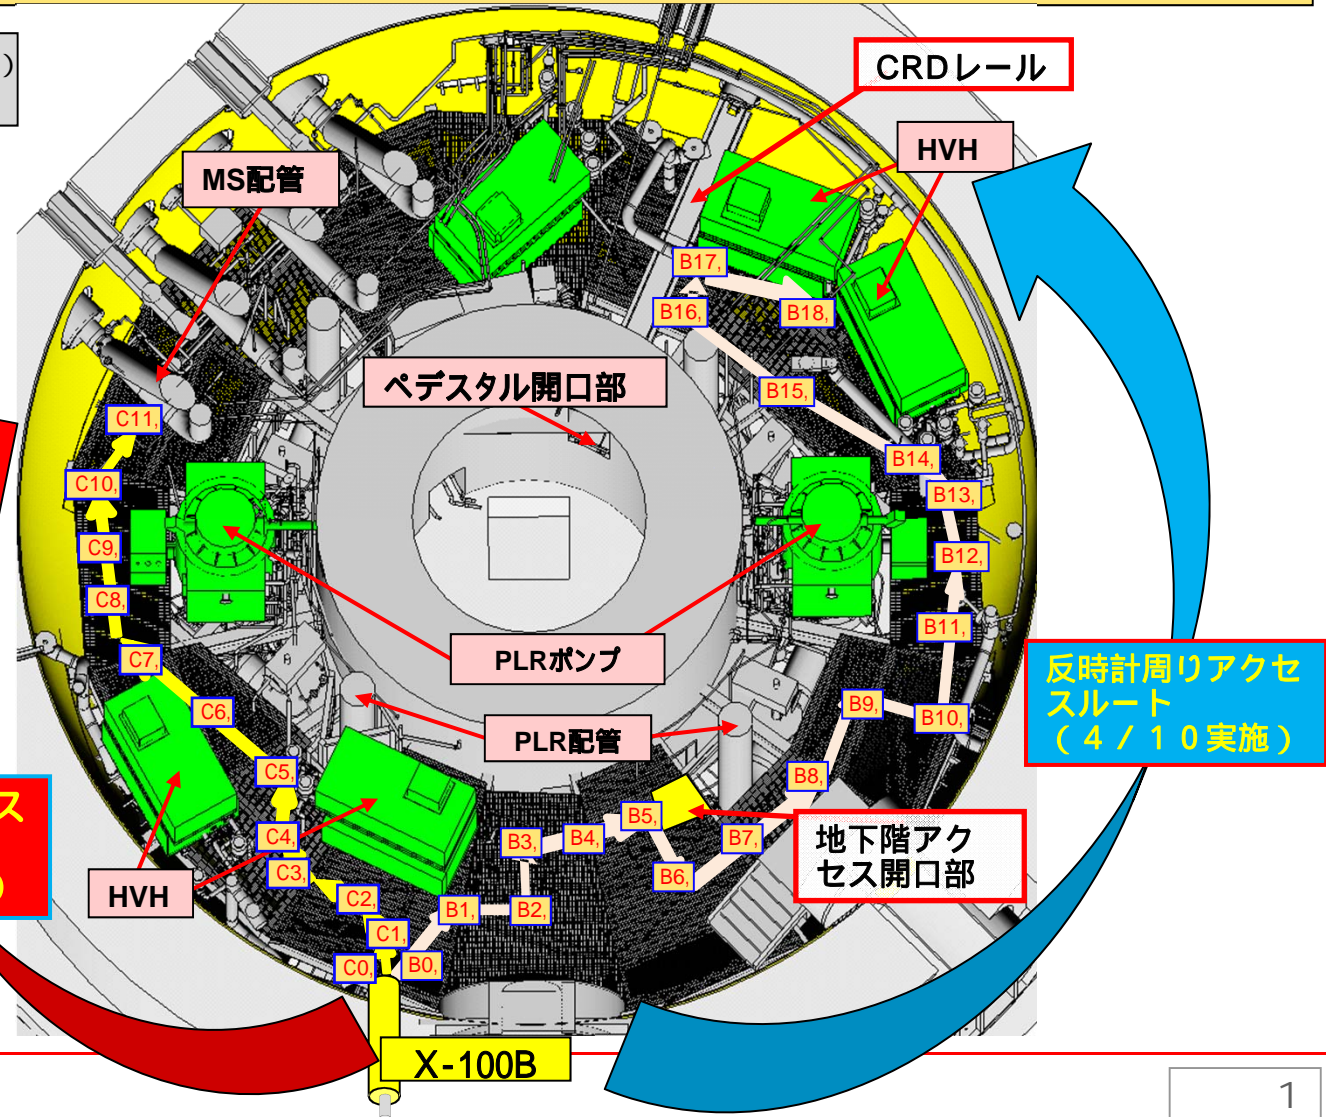 )
CRDレール
HVH
MS配管
B17,
B16,
B18,
ペデスタル開口部
B15,
C11,
B14,
C10,
B13,
C9,
B12,
C8,
B11,
C7,
PLRポンプ
反時計周りアクセ
スルート
(4/10実施)
C6,
B9,
B10,
PLR配管
C5,
B8,
ス
)
C4,
B3,
B4,
B5,
B7,
地下階アク
セス開口部
C3,
B6,
HVH
C2,
B1,
B2,
C1,
C0,
B0,
X-100B
1